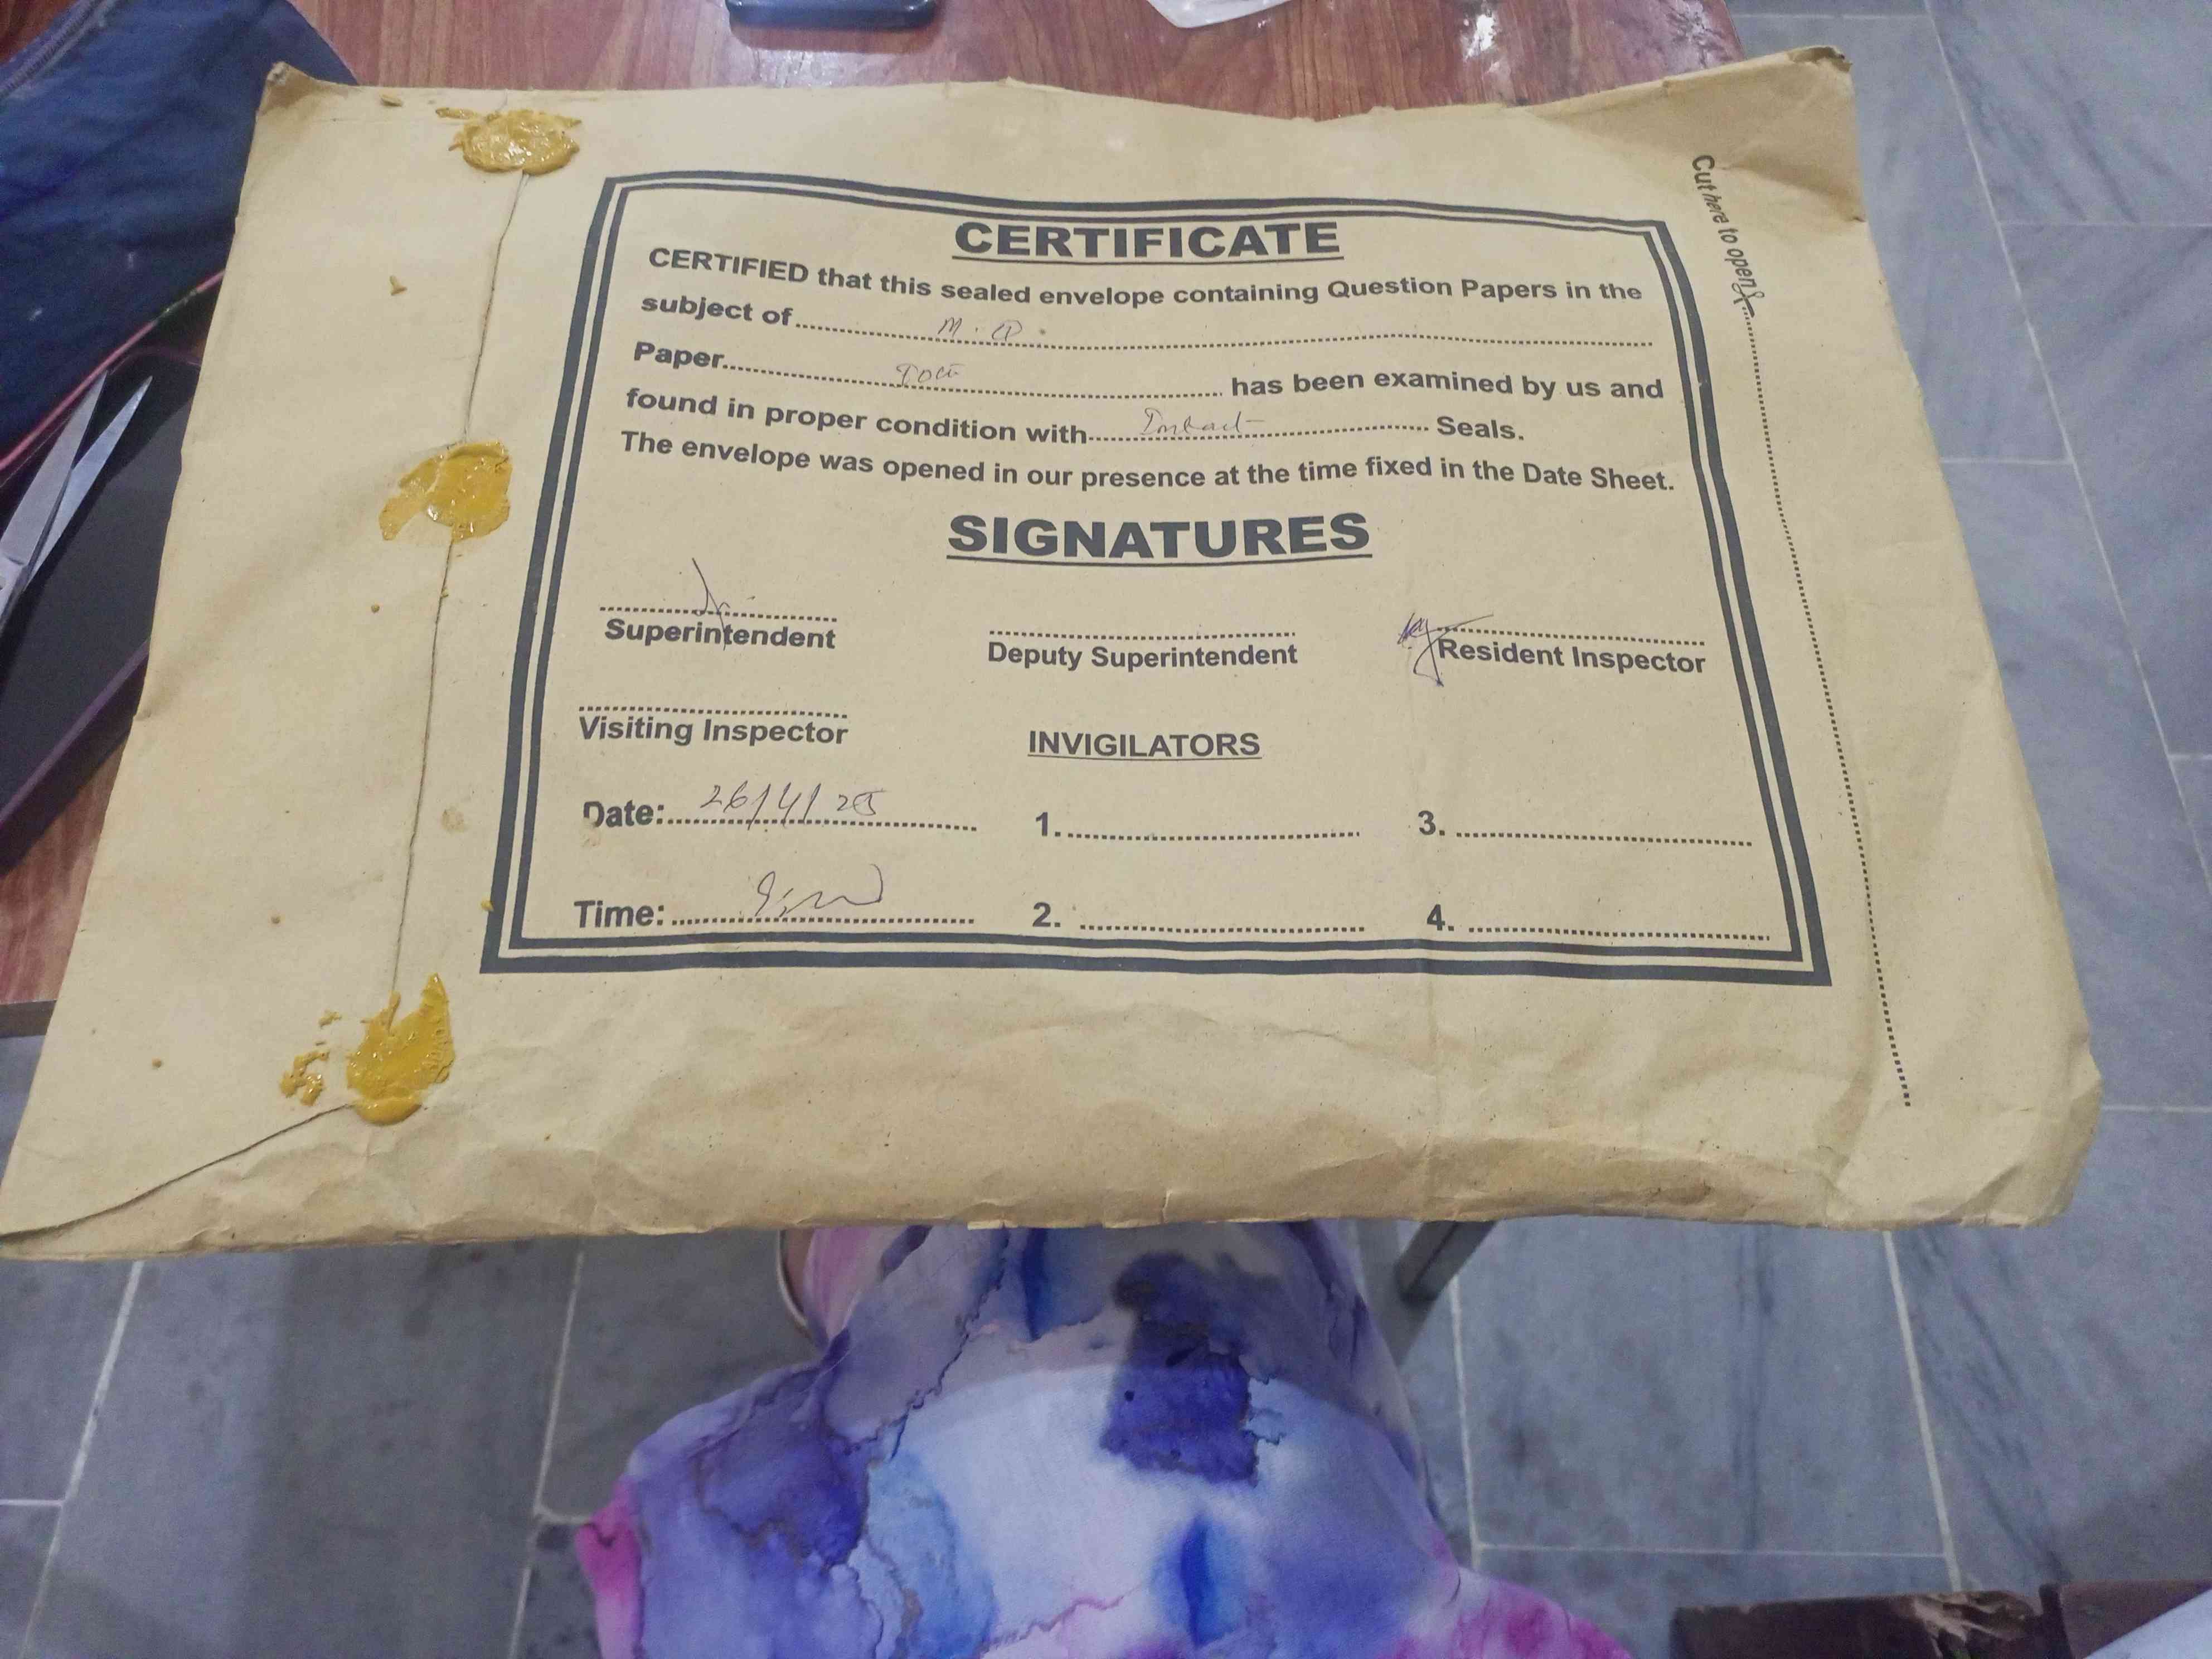 CERTIFICATE
CERTIFIED that this sealed envelope containing Question Papers in the
subject of
Paper has been examined by us and
found in proper condition with Intact Seals.
The envelope was opened in our presence at the time fixed in the Date Sheet.
SIGNATURES
Superintendent
Deputy Superintendent
Resident Inspector
Visiting Inspector
INVIGILATORS
Date: 26/4/25 1. 3.
Time: 2. 4.
Cut here to open